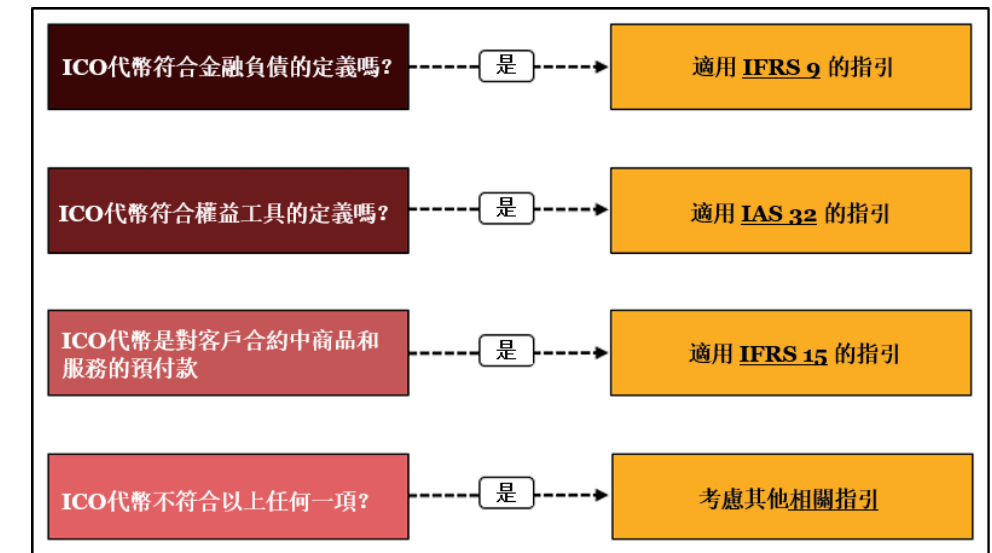 ICO代幣符合金融負債的定義嗎?
是
適用 IFRS 9 的指引
ICO代幣符合權益工具的定義嗎?
是
適用 IAS 32 的指引
ICO代幣是對客戶合約中商品和
服務的預付款
是
適用 IFRS 15 的指引
ICO代幣不符合以上任何一項?
是
考慮其他相關指引